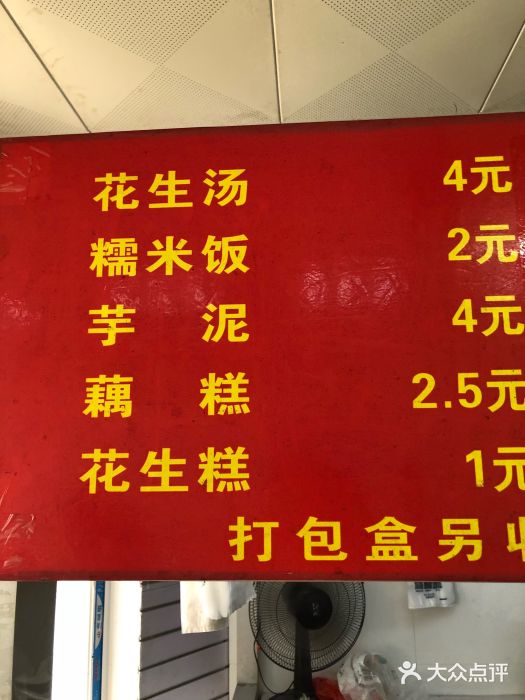 花生汤 4元
糯米饭 2元
芋泥 4元
藕糕 2.5元
花生糕 1元
打包盒另收
大众点评